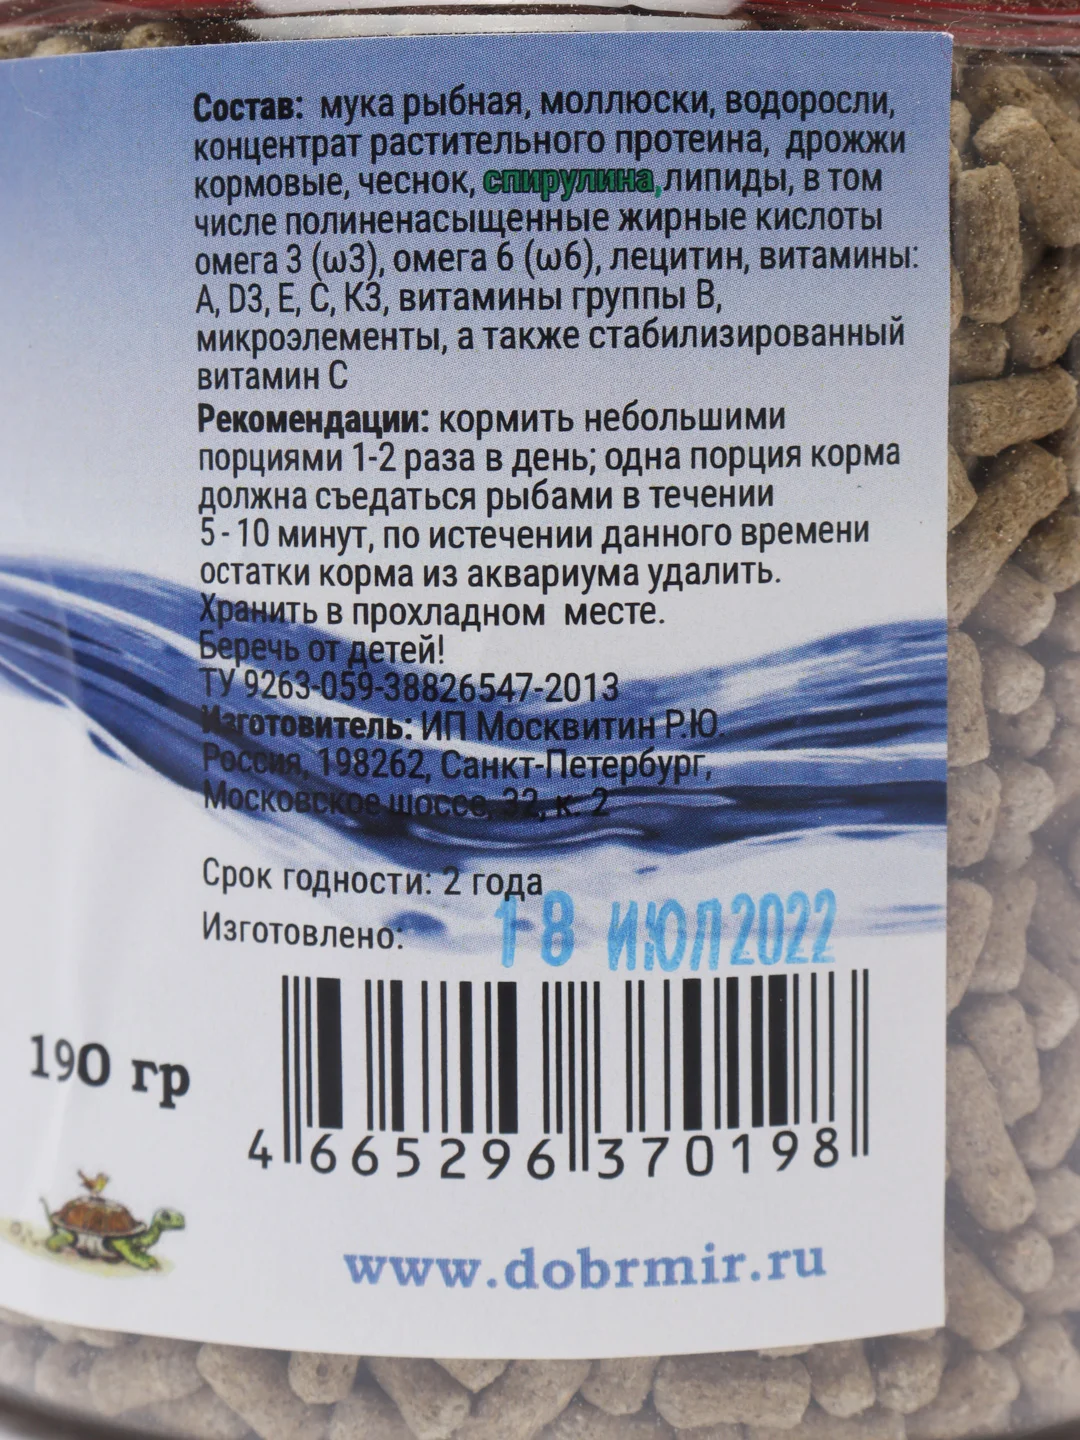 Состав: мука рыбная, моллюски, водоросли,
концентрат растительного протеина, дрожжи
кормовые, чеснок, спирулина, липиды, в том
числе полиненасыщенные жирные кислоты
омега 3 (ω3), омега 6 (ω6), лецитин, витамины:
А, D3, Е, С, К3, витамины группы В,
микроэлементы, а также стабилизированный
витамин С
Рекомендации: кормить небольшими
порциями 1-2 раза в день; одна порция корма
должна съедаться рыбами в течении
5 - 10 минут, по истечении данного времени
остатки корма из аквариума удалить.
Хранить в прохладном месте.
Беречь от детей!
ТУ 9263-059-38826547-2013
Изготовитель: ИП Москвитин Р.Ю.
Россия, 198262, Санкт-Петербург,
Московское шоссе, 32, к. 2
Срок годности: 2 года
Изготовлено: 18 ИЮЛ 2022
190 гр
4 665296 370198
www.dobrmir.ru